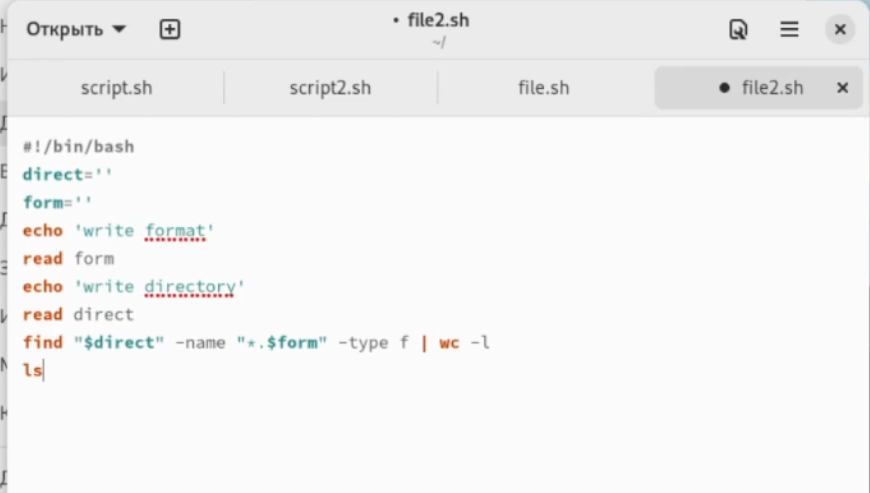 Открыть
• file2.sh
~/
script.sh
script2.sh
file.sh
● file2.sh
#!/bin/bash
direct=''
form=''
echo 'write format'
read form
echo 'write directory'
read direct
find "$direct" -name "*.$form" -type f | wc -l
ls